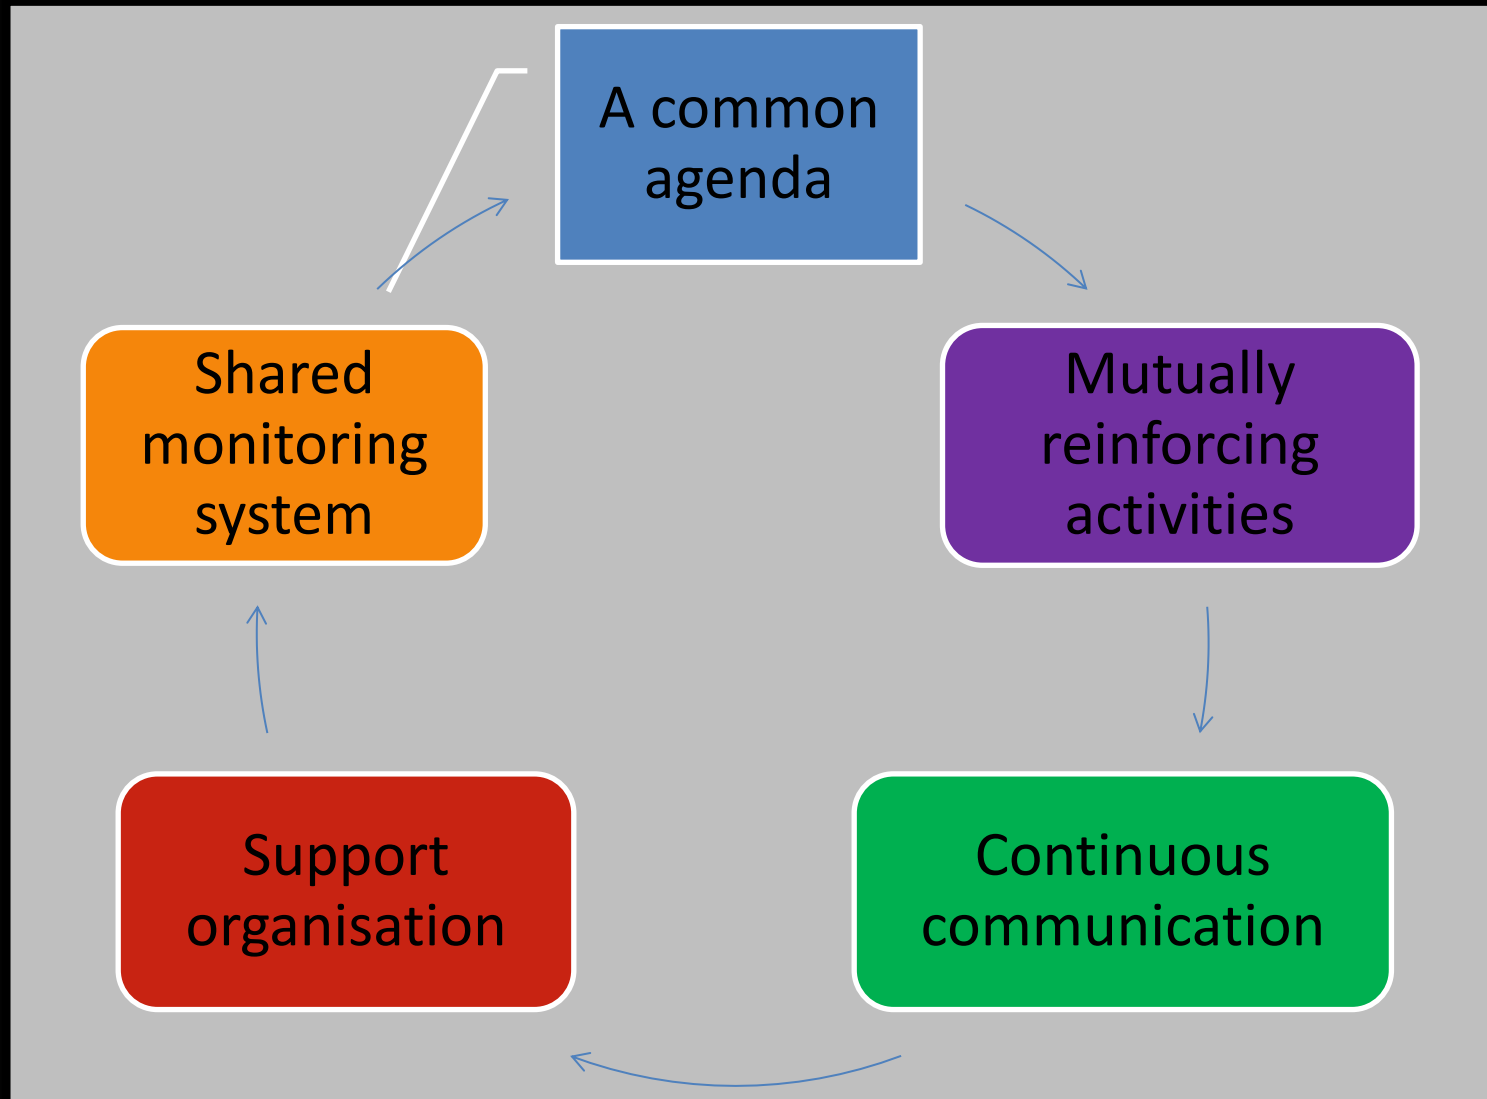 A common
agenda
Mutually
reinforcing
activities
Continuous
communication
Support
organisation
Shared
monitoring
system